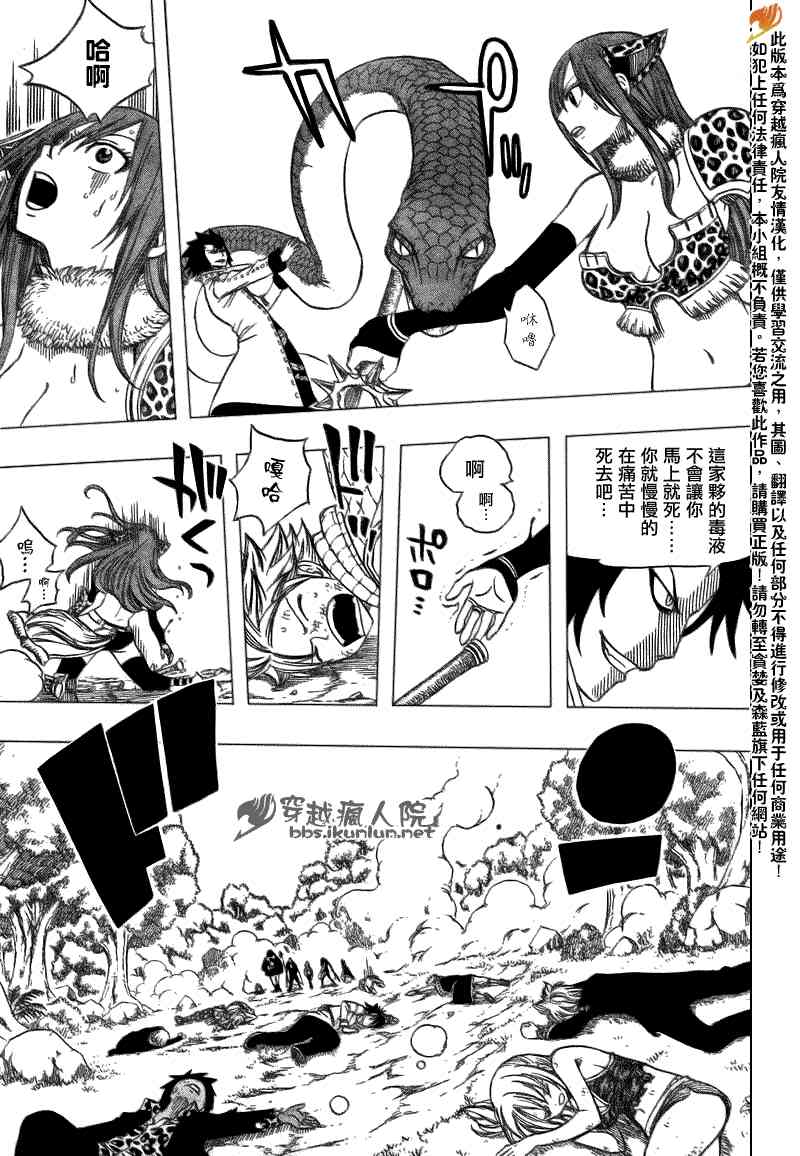 此版本爲穿越瘋人院友情漢化，僅供學習交流之用，其圖、翻譯以及任何部分不得進行修改或用于任何商業用途！
如犯上任何法律責任，本小組概不負責。若您喜歡此作品，請購買正版！請勿轉至貪婪及森藍旗下任何網站！
咻嚕
哈啊
這家夥的毒液
不會讓你
馬上就死…
你就慢慢的
在痛苦中
死去吧…
啊
啊…
嘎哈
嗚…
啊…
穿越瘋人院
bbs.ikunlun.net